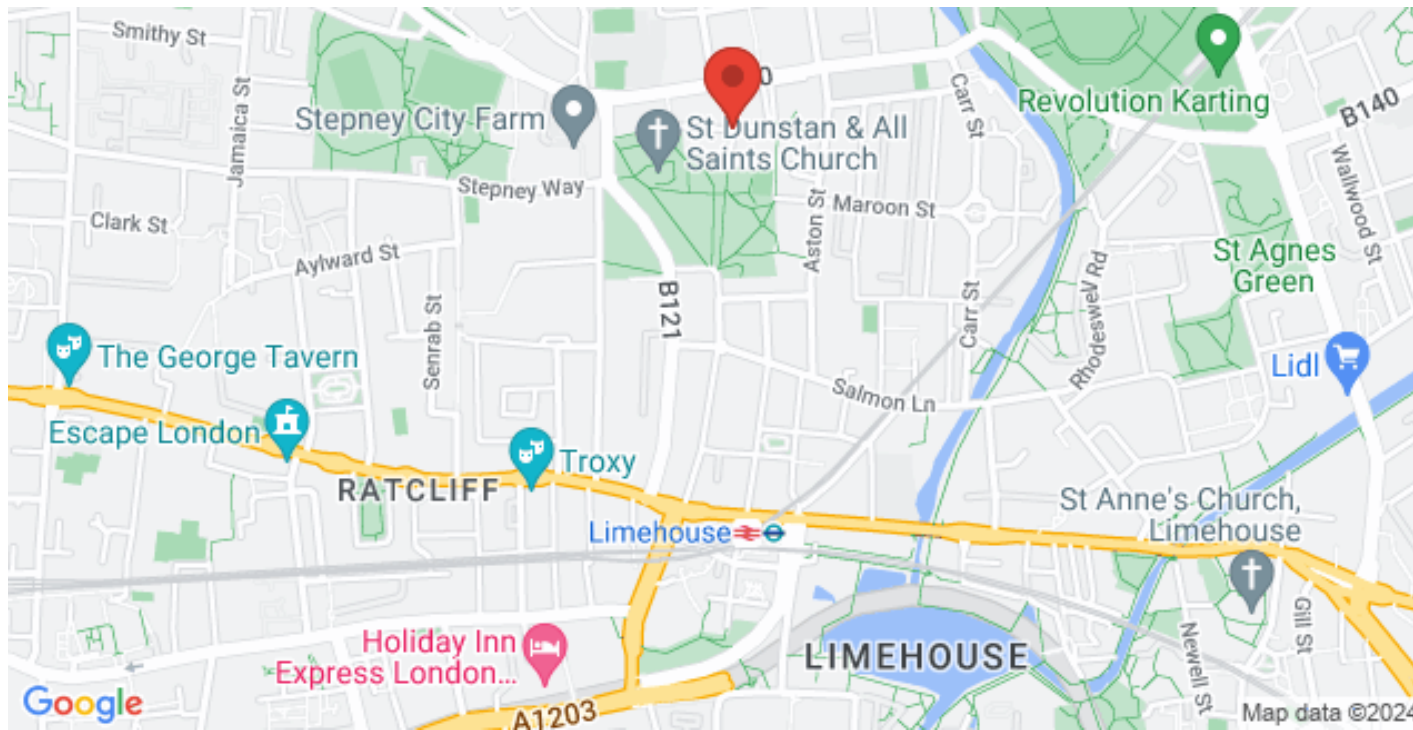 Smithy St
Jamaica St
Stepney City Farm
0
St Dunstan & All
Saints Church
Carr St
Revolution Karting
B140
Wallwood St
Stepney Way
Clark St
Aylward St
Maroon St
Aston St
St Agnes
Green
B121
Senrab St
Carr St
Rhodeswell Rd
The George Tavern
Lidl
Salmon Ln
Escape London
Troxy
RATCLIFF
St Anne's Church,
Limehouse
Limehouse
Holiday Inn
Express London...
LIMEHOUSE
Newell St
Gill St
Google
A1203
Map data ©2024